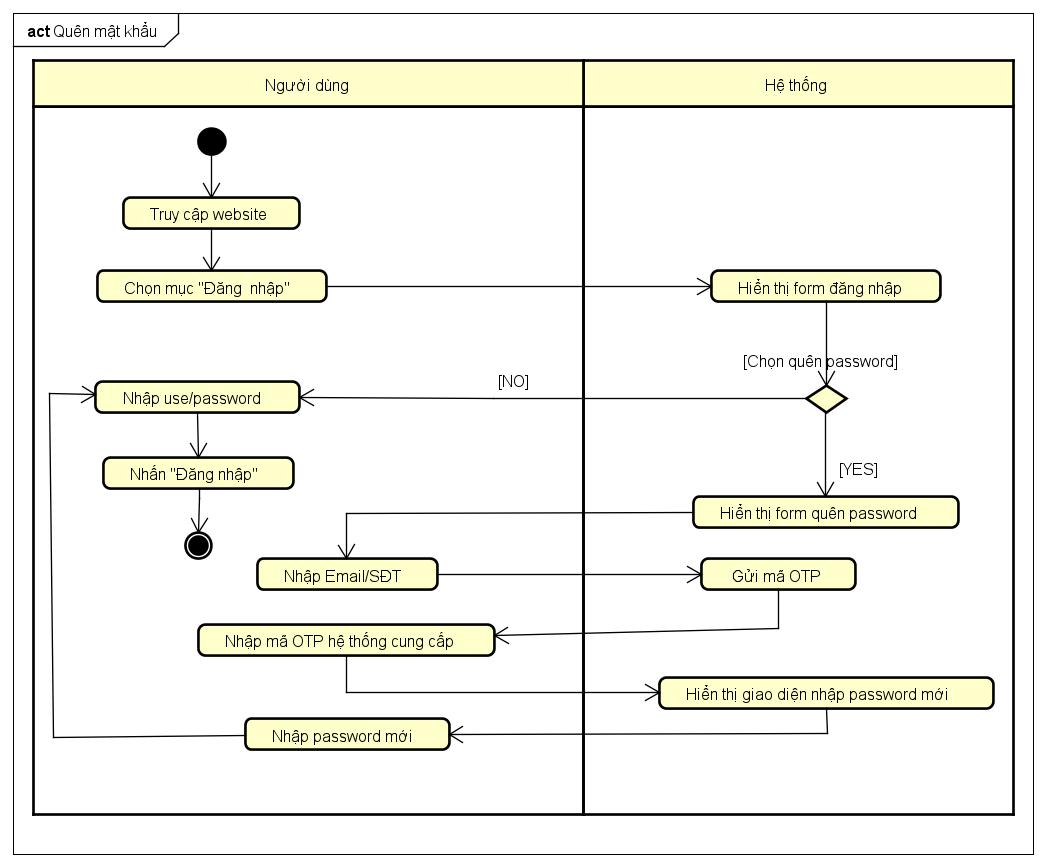 act Quên mật khẩu
Người dùng
Hệ thống
Truy cập website
Chọn mục "Đăng nhập"
Hiển thị form đăng nhập
[Chọn quên password]
[NO]
Nhập use/password
[YES]
Nhấn "Đăng nhập"
Hiển thị form quên password
Nhập Email/SĐT
Gửi mã OTP
Nhập mã OTP hệ thống cung cấp
Hiển thị giao diện nhập password mới
Nhập password mới